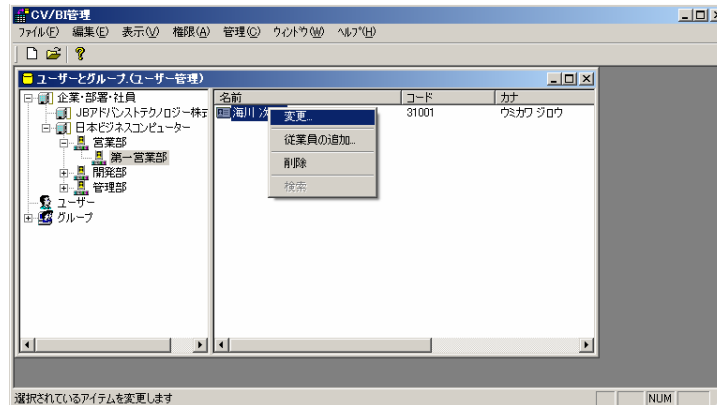 CV/BI管理
ファイル(F) 編集(E) 表示(V) 権限(A) 管理(C) ウィンドウ(W) ヘルプ(H)
ユーザーとグループ.(ユーザー管理)
企業・部署・社員
JBアドバンストテクノロジー株
日本ビジネスコンピューター
営業部
第一営業部
開発部
管理部
ユーザー
グループ
名前 コード カナ
海川 次 31001 ウミカワ ジロウ
変更...
従業員の追加...
削除
検索
選択されているアイテムを変更します
NUM